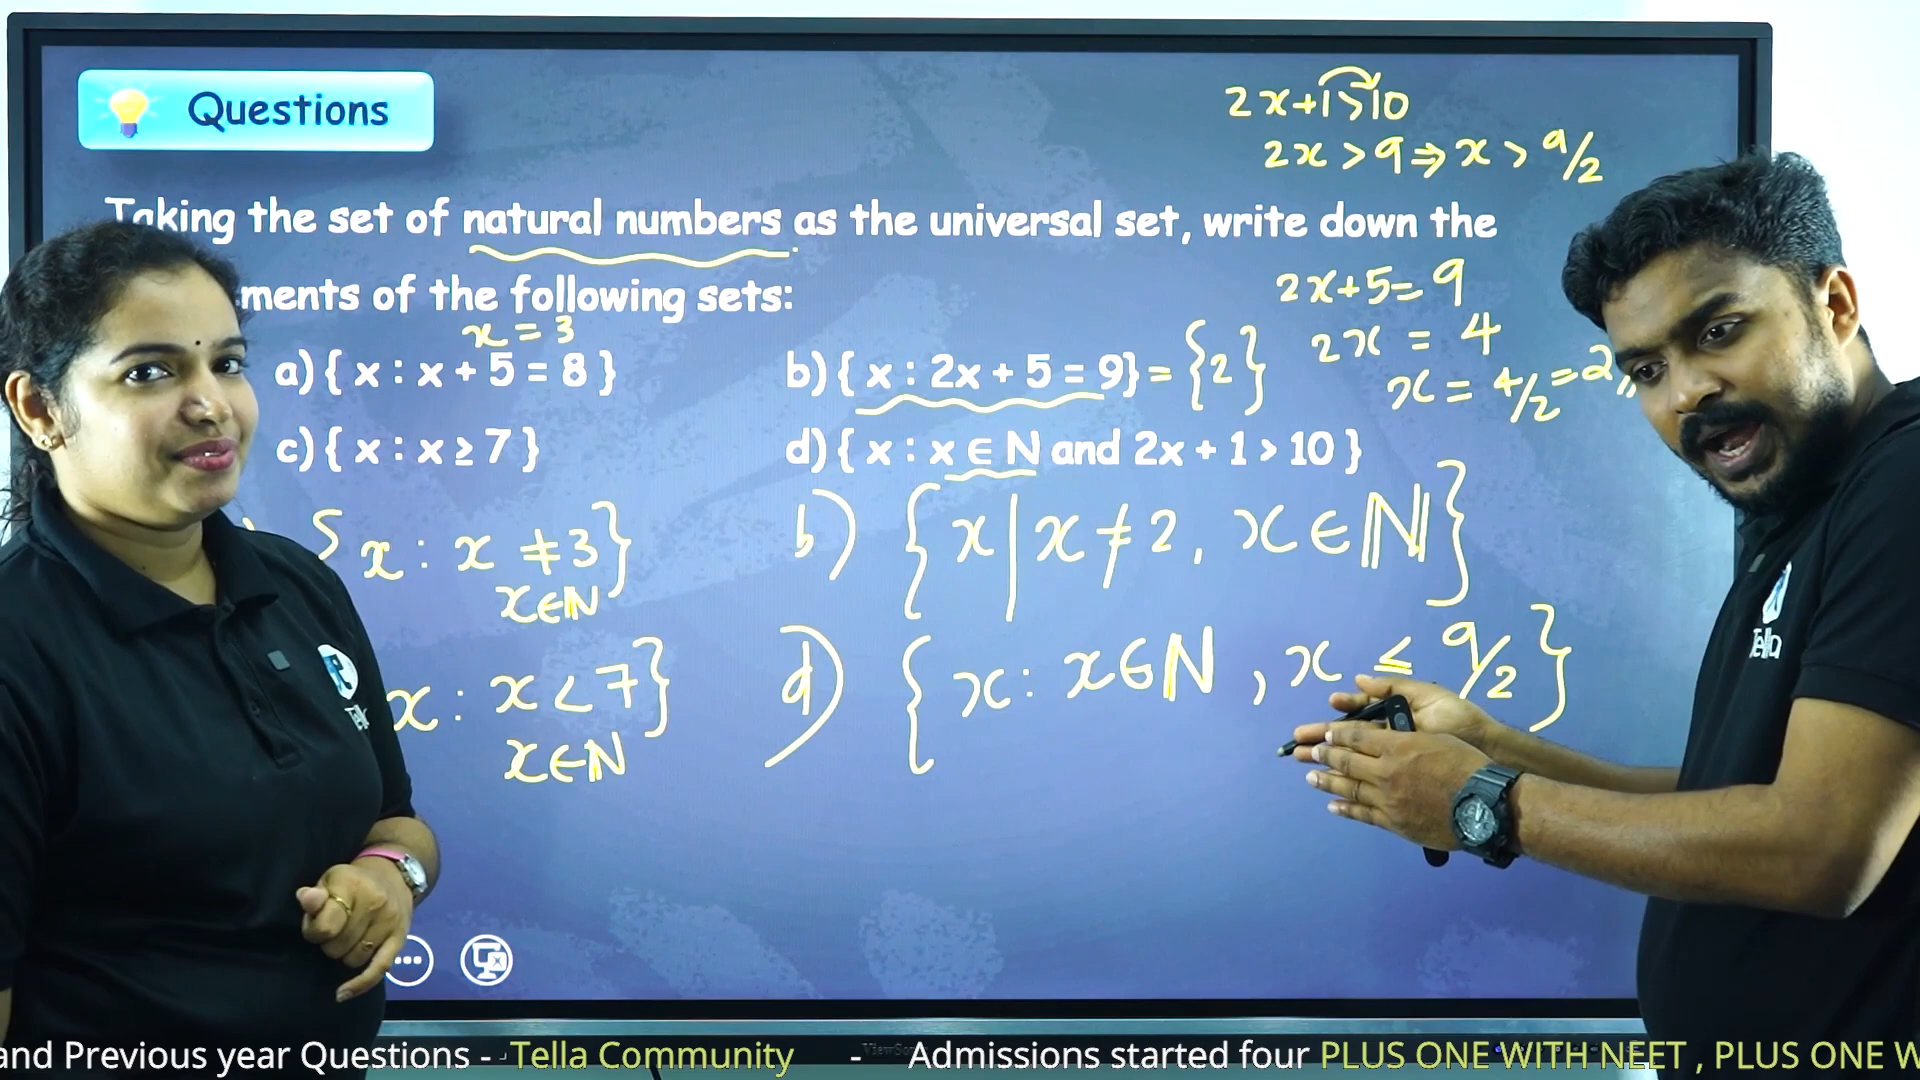 Questions
2x+1>10
2x > 9 ⇒ x > 9/2
Taking the set of natural numbers as the universal set, write down the
ments of the following sets:
2x+5=9
x = 3
2x = 4
a) { x : x + 5 = 8 }
b) { x : 2x + 5 = 9} = {2}
x = 4/2 = 2
c) { x : x ≥ 7 }
d) { x : x ∈ N and 2x + 1 > 10 }
x : x ≠ 3}
x∈N
b) {x | x ≠ 2, x ∈ N}
x : x < 7}
x∈N
d) {x : x∈N , x ≤ 9/2}
Tella
and Previous year Questions - Tella Community - Admissions started four PLUS ONE WITH NEET , PLUS ONE W